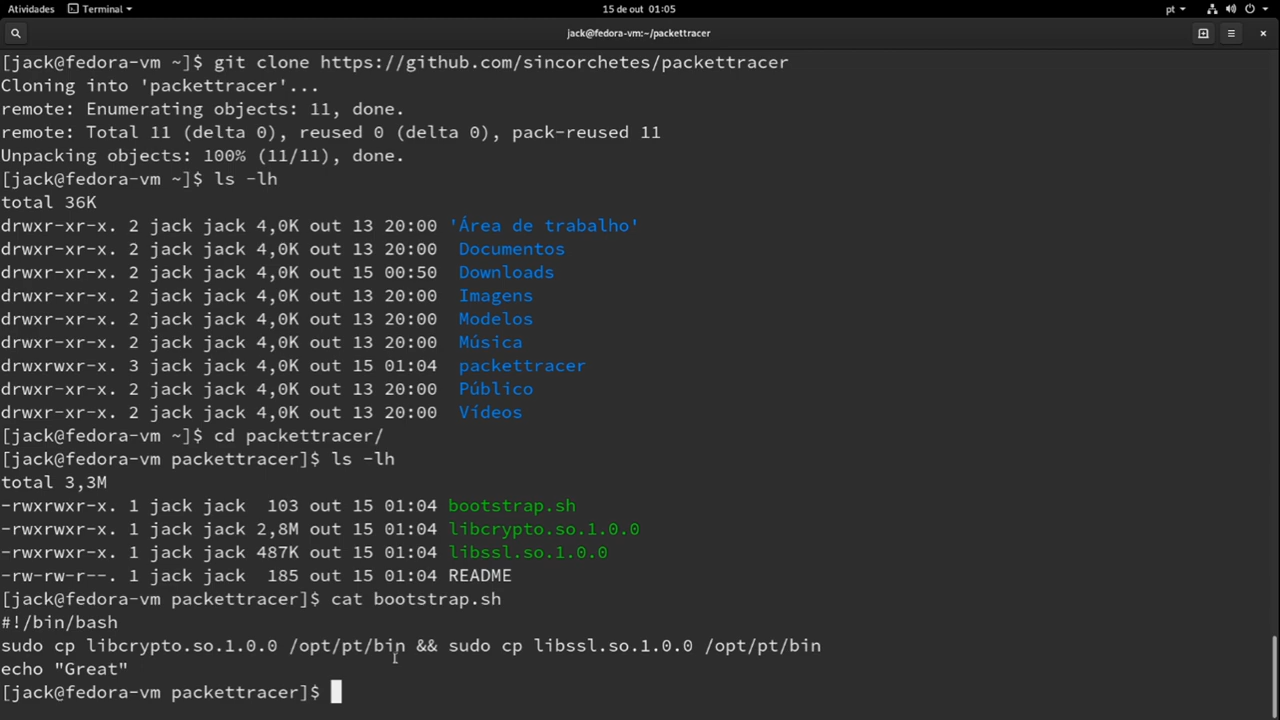 Atividades Terminal 15 de out 01:05 pt
jack@fedora-vm:~/packettracer
[jack@fedora-vm ~]$ git clone https://github.com/sincorchetes/packettracer
Cloning into 'packettracer'...
remote: Enumerating objects: 11, done.
remote: Total 11 (delta 0), reused 0 (delta 0), pack-reused 11
Unpacking objects: 100% (11/11), done.
[jack@fedora-vm ~]$ ls -lh
total 36K
drwxr-xr-x. 2 jack jack 4,0K out 13 20:00 'Área de trabalho'
drwxr-xr-x. 2 jack jack 4,0K out 13 20:00 Documentos
drwxr-xr-x. 2 jack jack 4,0K out 15 00:50 Downloads
drwxr-xr-x. 2 jack jack 4,0K out 13 20:00 Imagens
drwxr-xr-x. 2 jack jack 4,0K out 13 20:00 Modelos
drwxr-xr-x. 2 jack jack 4,0K out 13 20:00 Música
drwxrwxr-x. 3 jack jack 4,0K out 15 01:04 packettracer
drwxr-xr-x. 2 jack jack 4,0K out 13 20:00 Público
drwxr-xr-x. 2 jack jack 4,0K out 13 20:00 Vídeos
[jack@fedora-vm ~]$ cd packettracer/
[jack@fedora-vm packettracer]$ ls -lh
total 3,3M
-rwxrwxr-x. 1 jack jack  103 out 15 01:04 bootstrap.sh
-rwxrwxr-x. 1 jack jack 2,8M out 15 01:04 libcrypto.so.1.0.0
-rwxrwxr-x. 1 jack jack 487K out 15 01:04 libssl.so.1.0.0
-rw-rw-r--. 1 jack jack  185 out 15 01:04 README
[jack@fedora-vm packettracer]$ cat bootstrap.sh
#!/bin/bash
sudo cp libcrypto.so.1.0.0 /opt/pt/bin && sudo cp libssl.so.1.0.0 /opt/pt/bin
echo "Great"
[jack@fedora-vm packettracer]$